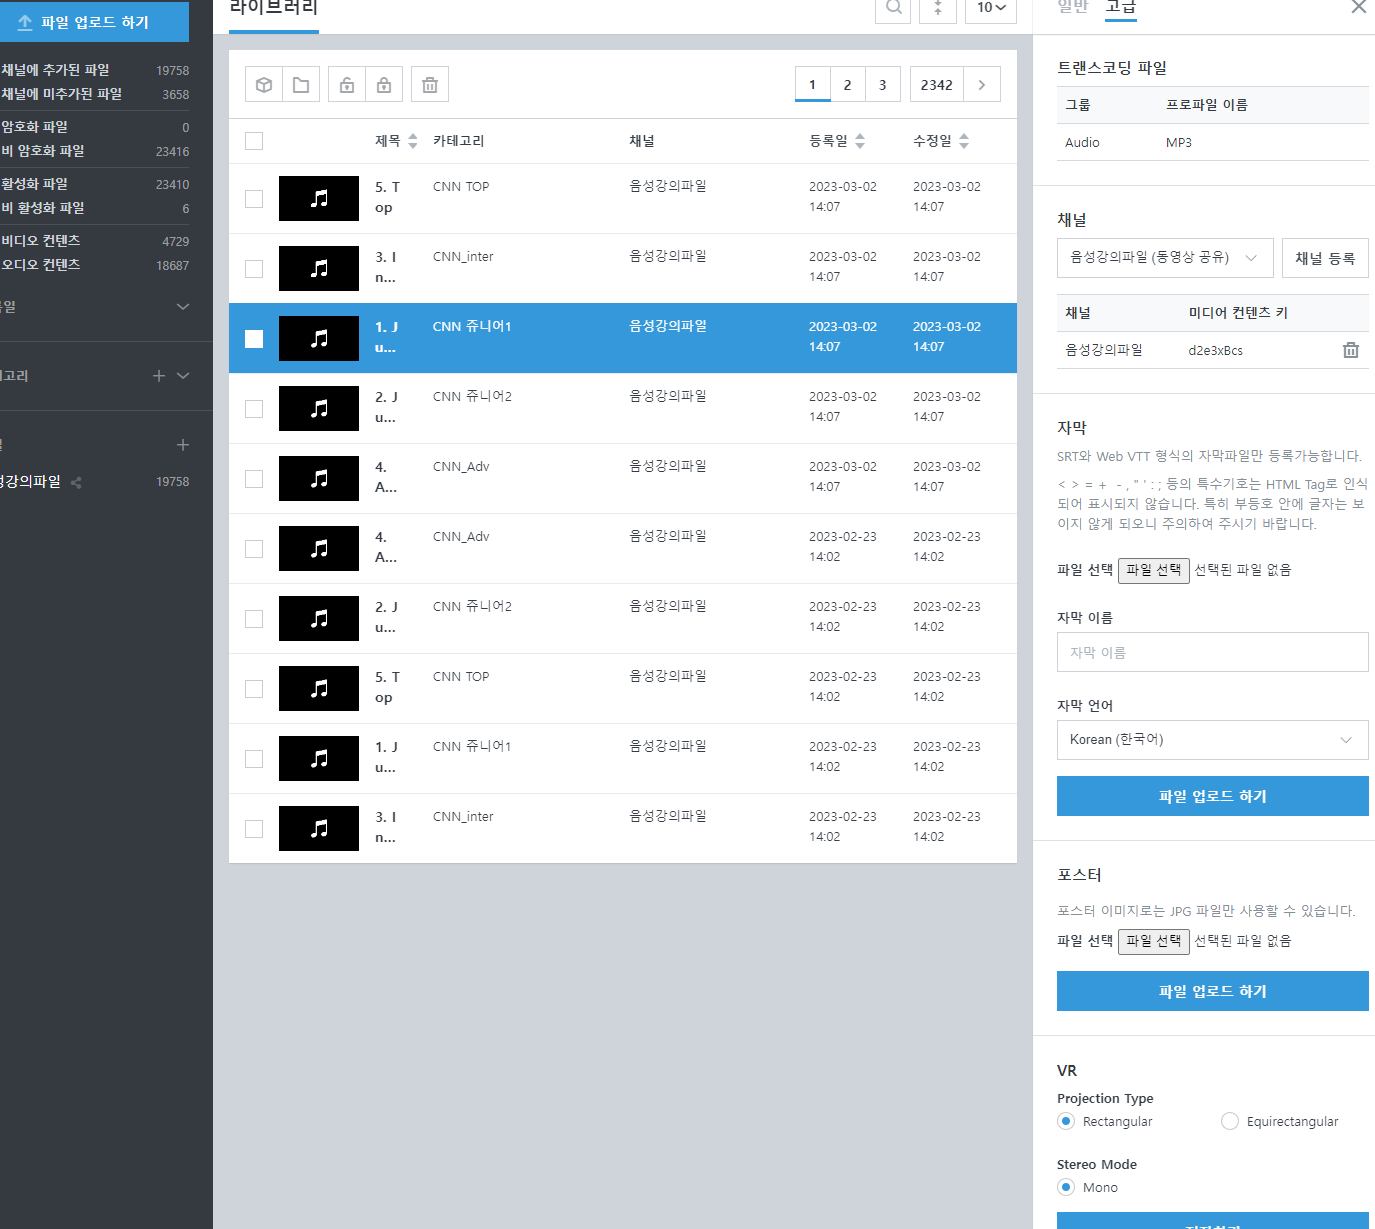 파일 업로드 하기
채널에 추가된 파일 19758
채널에 미추가된 파일 3658
암호화 파일 0
비 암호화 파일 23416
활성화 파일 23410
비 활성화 파일 6
비디오 컨텐츠 4729
오디오 컨텐츠 18687
고리
강의파일 19758
라이브러리
10
1 2 3 2342
제목 카테고리 채널 등록일 수정일
5. T CNN TOP 음성강의파일 2023-03-02 2023-03-02
op 14:07 14:07
3. I CNN_inter 음성강의파일 2023-03-02 2023-03-02
n... 14:07 14:07
1. J CNN 쥬니어1 음성강의파일 2023-03-02 2023-03-02
u... 14:07 14:07
2. J CNN 쥬니어2 음성강의파일 2023-03-02 2023-03-02
u... 14:07 14:07
4. CNN_Adv 음성강의파일 2023-03-02 2023-03-02
A... 14:07 14:07
4. CNN_Adv 음성강의파일 2023-02-23 2023-02-23
A... 14:02 14:02
2. J CNN 쥬니어2 음성강의파일 2023-02-23 2023-02-23
u... 14:02 14:02
5. T CNN TOP 음성강의파일 2023-02-23 2023-02-23
op 14:02 14:02
1. J CNN 쥬니어1 음성강의파일 2023-02-23 2023-02-23
u... 14:02 14:02
3. I CNN_inter 음성강의파일 2023-02-23 2023-02-23
n... 14:02 14:02
일반 고급
트랜스코딩 파일
그룹 프로파일 이름
Audio MP3
채널
음성강의파일 (동영상 공유) 채널 등록
채널 미디어 컨텐츠 키
음성강의파일 d2e3xBcs
자막
SRT와 Web VTT 형식의 자막파일만 등록가능합니다.
< > = + - , " ' : ; 등의 특수기호는 HTML Tag로 인식
되어 표시되지 않습니다. 특히 부등호 안에 글자는 보
이지 않게 되오니 주의하여 주시기 바랍니다.
파일 선택 파일 선택 선택된 파일 없음
자막 이름
자막 이름
자막 언어
Korean (한국어)
파일 업로드 하기
포스터
포스터 이미지로는 JPG 파일만 사용할 수 있습니다.
파일 선택 파일 선택 선택된 파일 없음
파일 업로드 하기
VR
Projection Type
Rectangular Equirectangular
Stereo Mode
Mono